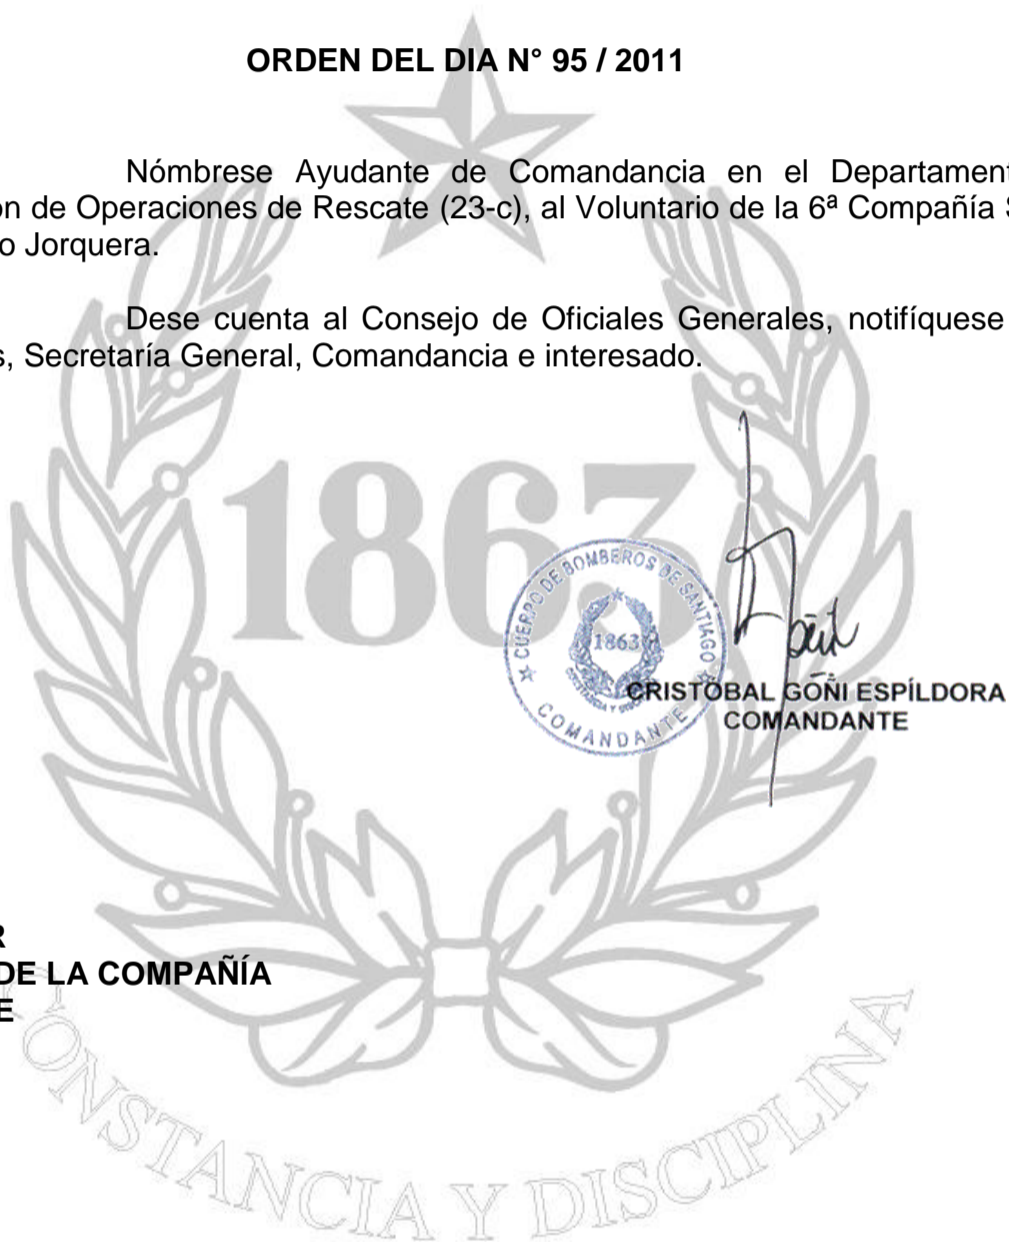 ORDEN DEL DIA N° 95 / 2011
Nómbrese Ayudante de Comandancia en el Departament
n de Operaciones de Rescate (23-c), al Voluntario de la 6ª Compañía S
o Jorquera.
Dese cuenta al Consejo de Oficiales Generales, notifíquese
s, Secretaría General, Comandancia e interesado.
1863
CUERPO DE BOMBEROS DE SANTIAGO
1863
COMANDANTE
CRISTÓBAL GOÑI ESPÍLDORA
COMANDANTE
R
DE LA COMPAÑÍA
E
CONSTANCIA Y DISCIPLINA